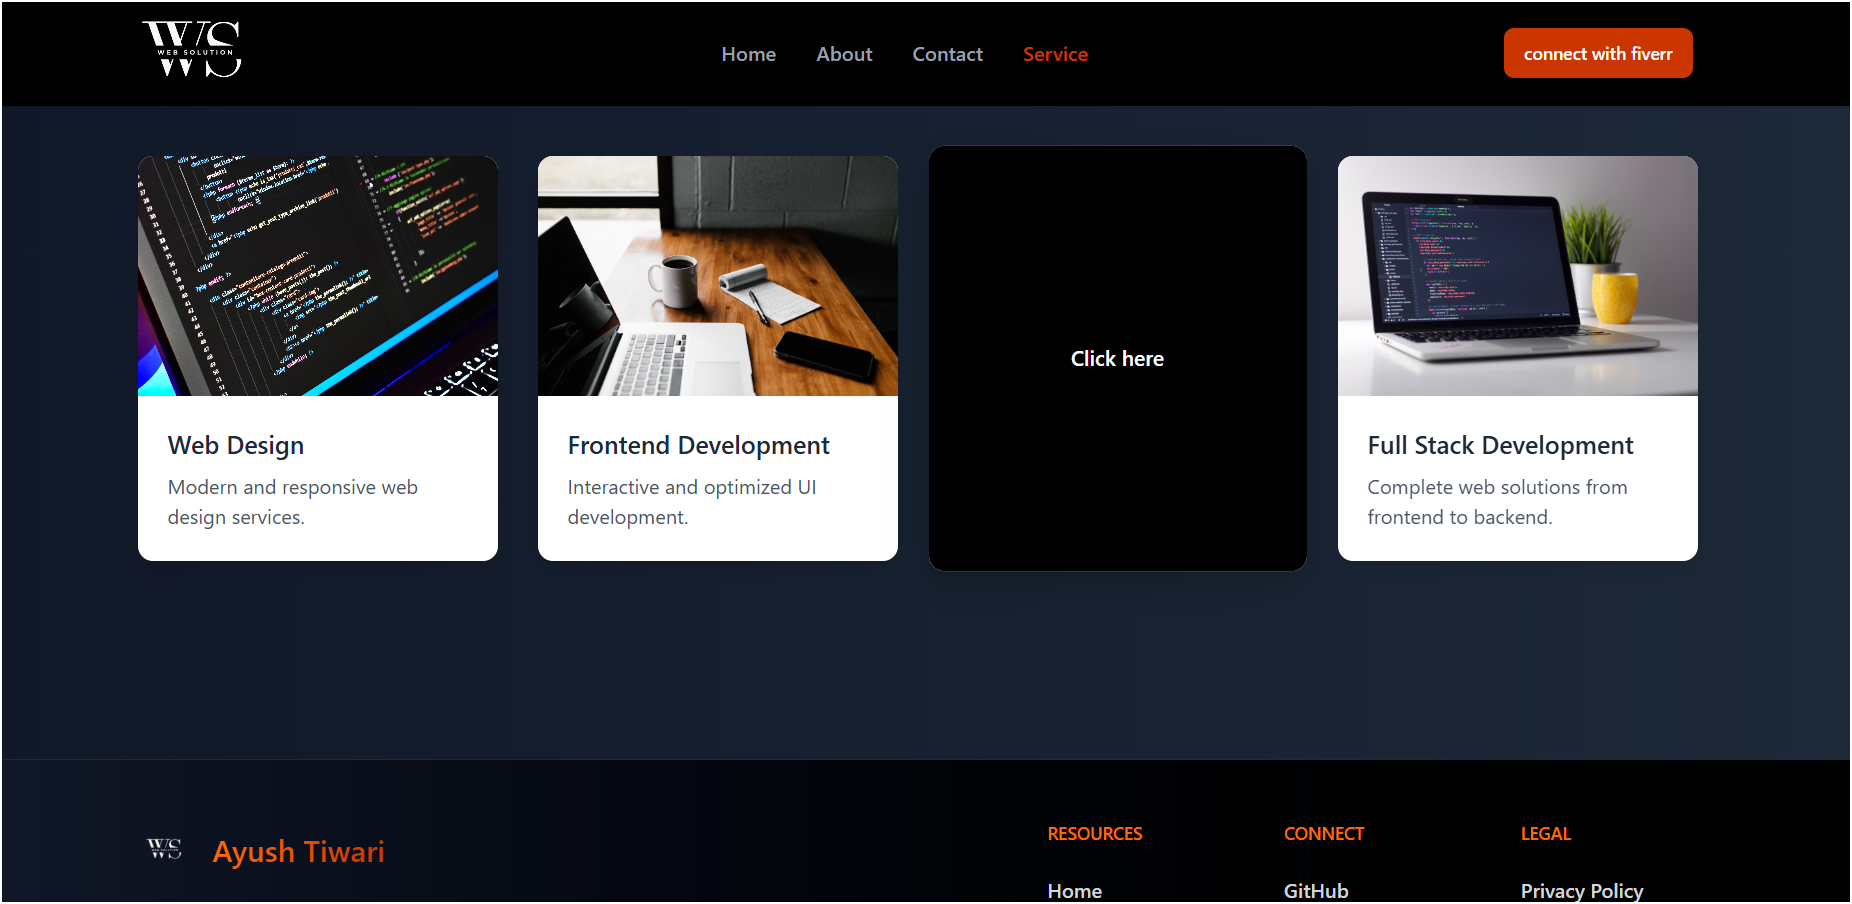 WS
WEB SOLUTION
Home
About
Contact
Service
connect with fiverr
Click here
Web Design
Modern and responsive web
design services.
Frontend Development
Interactive and optimized UI
development.
Full Stack Development
Complete web solutions from
frontend to backend.
WS
Ayush Tiwari
RESOURCES
CONNECT
LEGAL
Home
GitHub
Privacy Policy